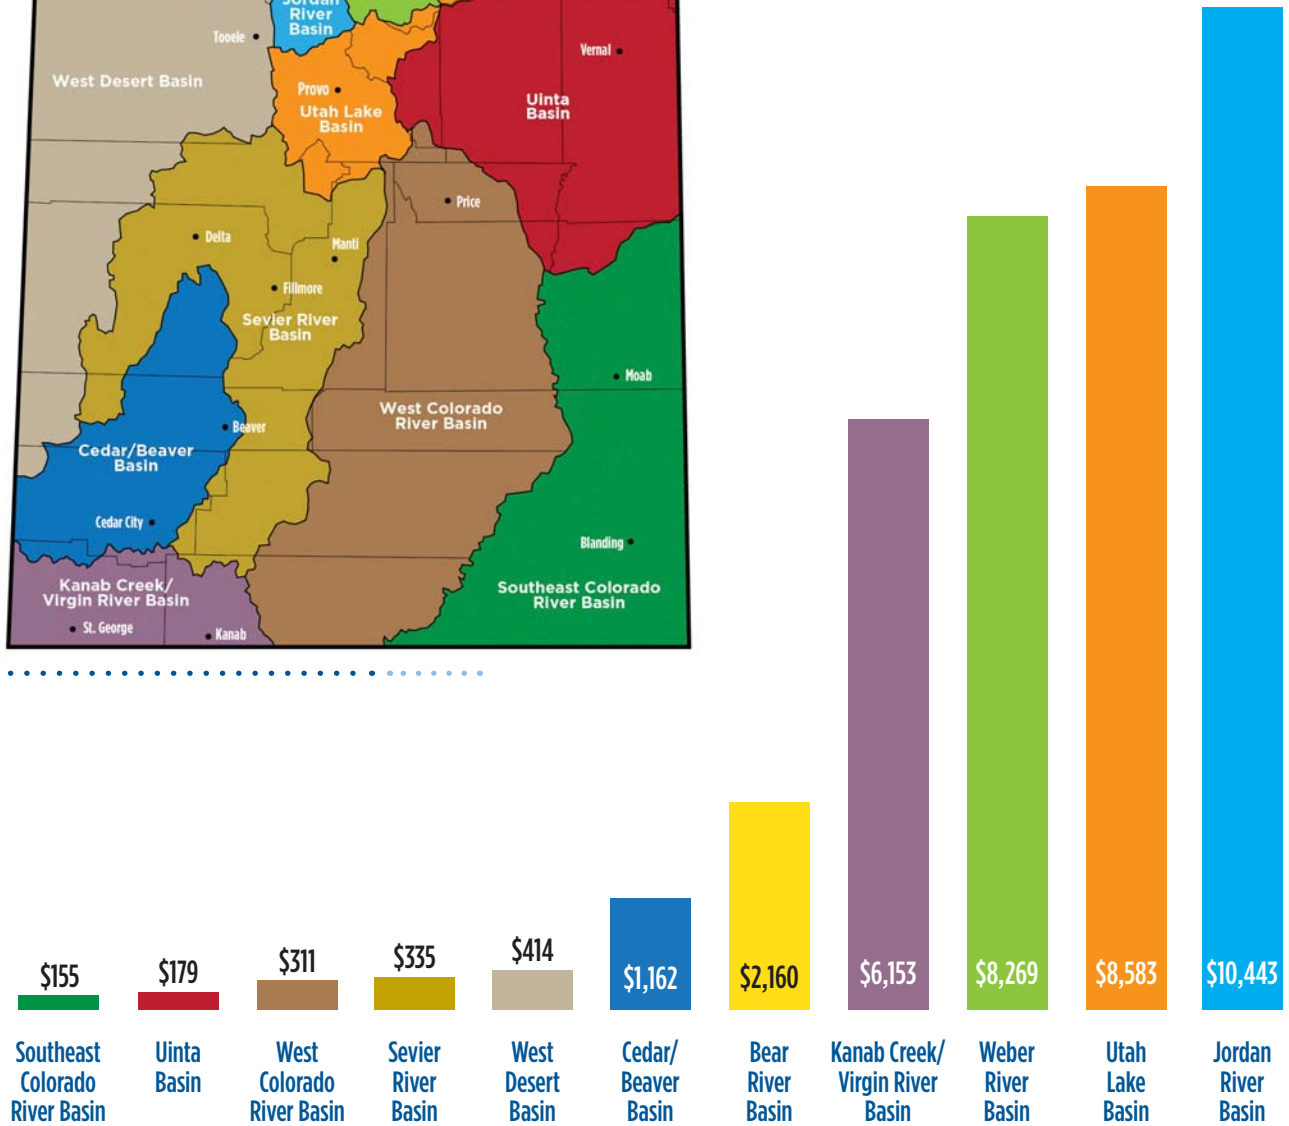 Jordan
River
Basin
Tooele
Vernal
West Desert Basin
Provo
Utah Lake
Basin
Uinta
Basin
Price
Delta
Manti
Fillmore
Sevier River
Basin
Moab
West Colorado
River Basin
Beaver
Cedar/Beaver
Basin
Cedar City
Blanding
Kanab Creek/
Virgin River Basin
Southeast Colorado
River Basin
St. George
Kanab
$155
$179
$311
$335
$414
$1,162
$2,160
$6,153
$8,269
$8,583
$10,443
Southeast
Colorado
River Basin
Uinta
Basin
West
Colorado
River Basin
Sevier
River
Basin
West
Desert
Basin
Cedar/
Beaver
Basin
Bear
River
Basin
Kanab Creek/
Virgin River
Basin
Weber
River
Basin
Utah
Lake
Basin
Jordan
River
Basin